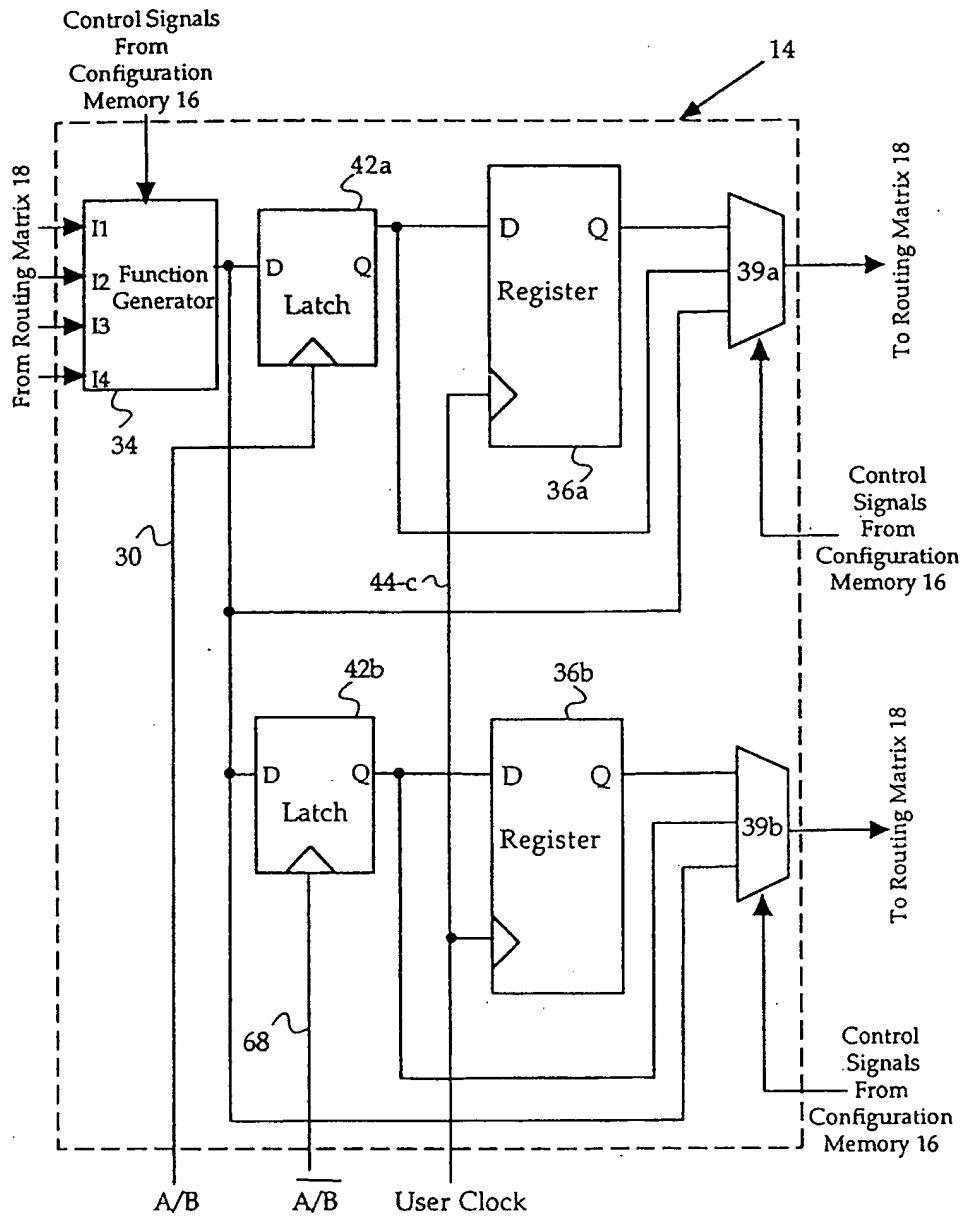 Control Signals
From
Configuration
Memory 16
14
From Routing Matrix 18
I1
I2
I3
I4
Function
Generator
34
42a
D
Q
Latch
D
Q
Register
36a
39a
To Routing Matrix 18
Control
Signals
From
Configuration
Memory 16
30
44-c
42b
D
Q
Latch
36b
D
Q
Register
39b
To Routing Matrix 18
68
Control
Signals
From
Configuration
Memory 16
A/B
A/B
User Clock